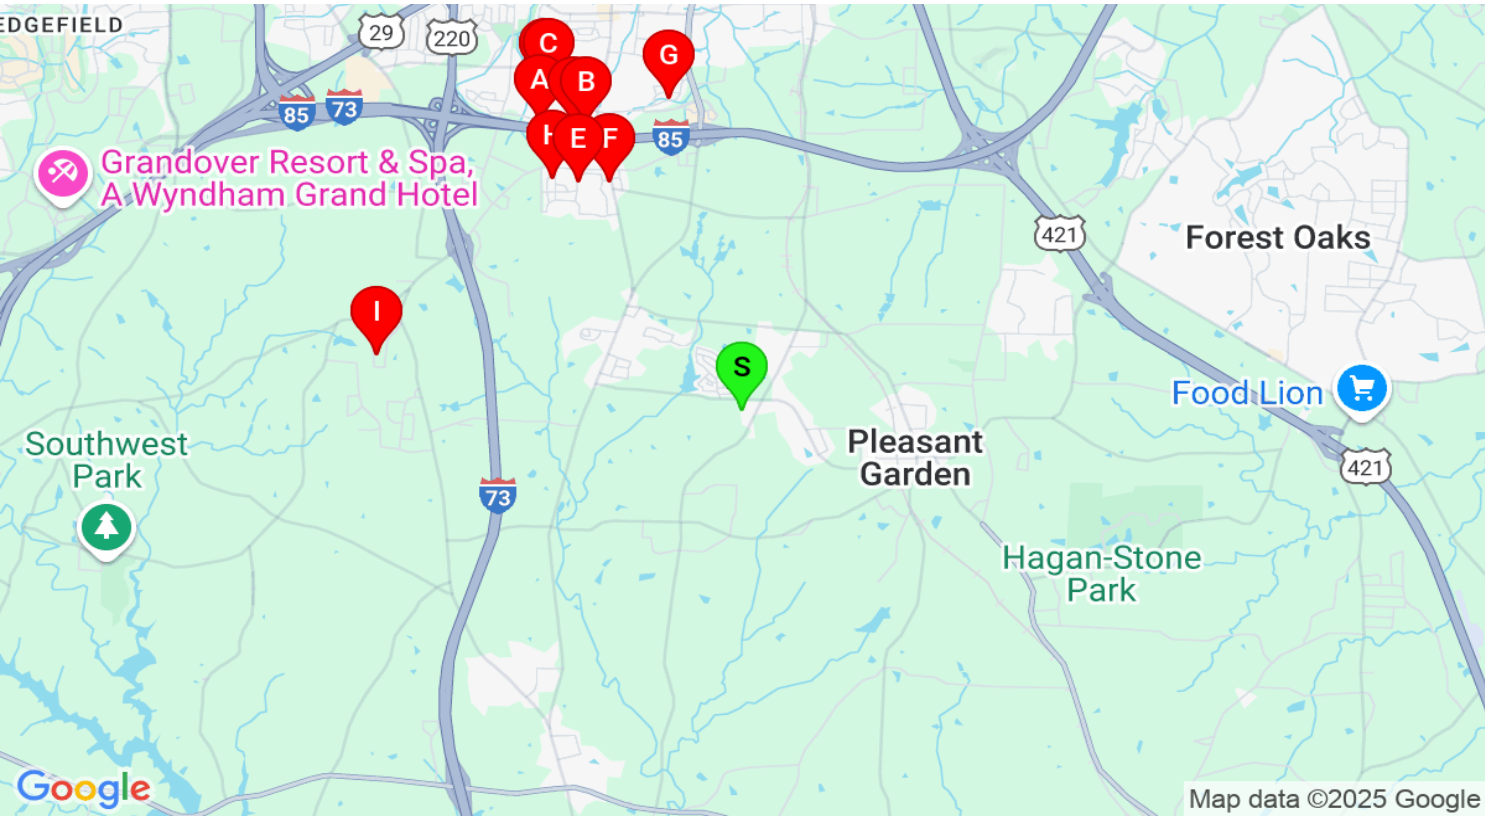 EDGEFIELD
29
220
C
G
A
B
85
73
H
E
F
85
Grandover Resort & Spa,
A Wyndham Grand Hotel
421
Forest Oaks
I
S
Food Lion
Southwest
Park
Pleasant
Garden
421
73
Hagan-Stone
Park
Google
Map data ©2025 Google